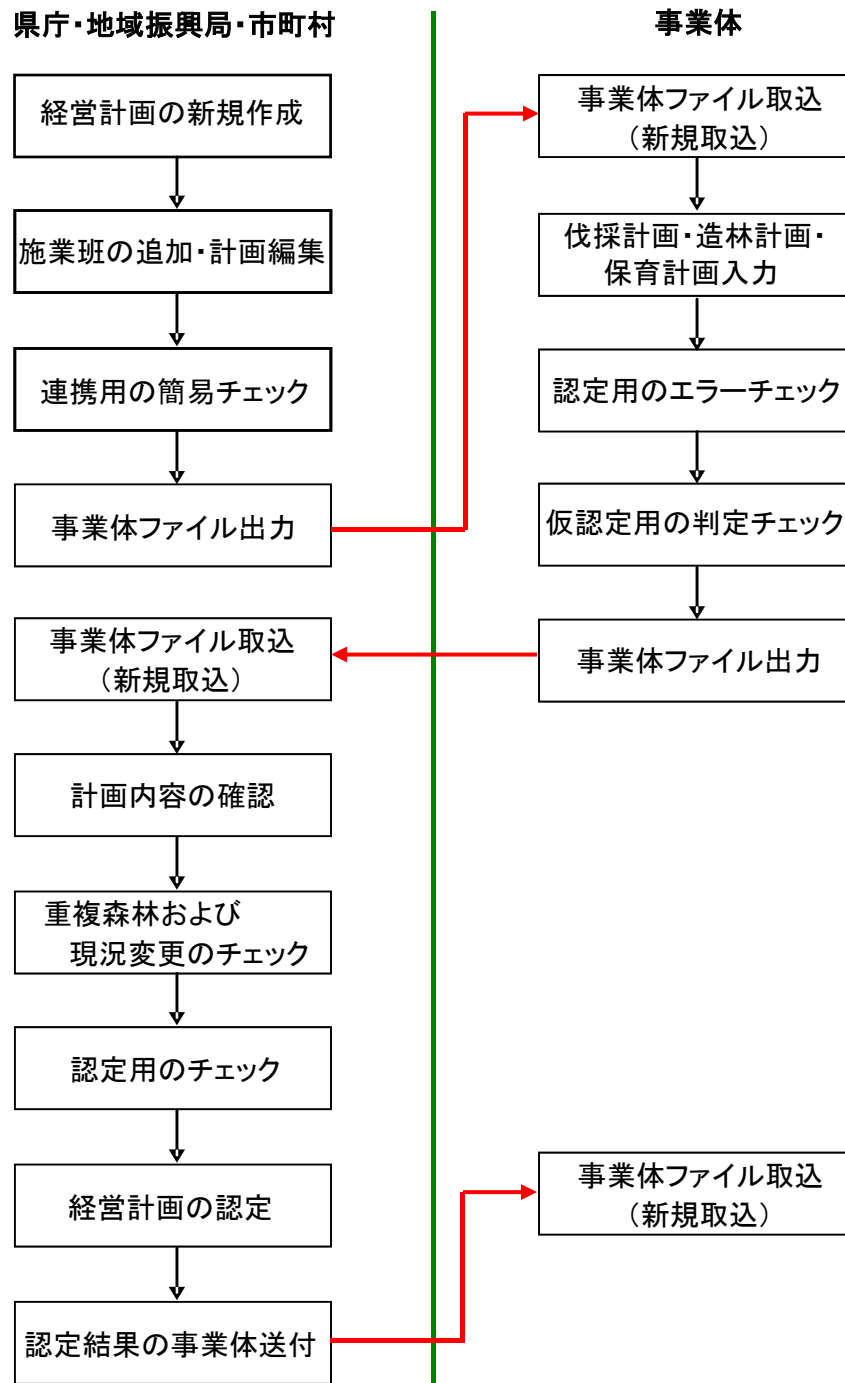 県庁・地域振興局・市町村
経営計画の新規作成
施業班の追加・計画編集
連携用の簡易チェック
事業体ファイル出力
事業体ファイル取込
（新規取込）
計画内容の確認
重複森林および
現況変更のチェック
認定用のチェック
経営計画の認定
認定結果の事業体送付
事業体
事業体ファイル取込
（新規取込）
伐採計画・造林計画・
保育計画入力
認定用のエラーチェック
仮認定用の判定チェック
事業体ファイル出力
事業体ファイル取込
（新規取込）